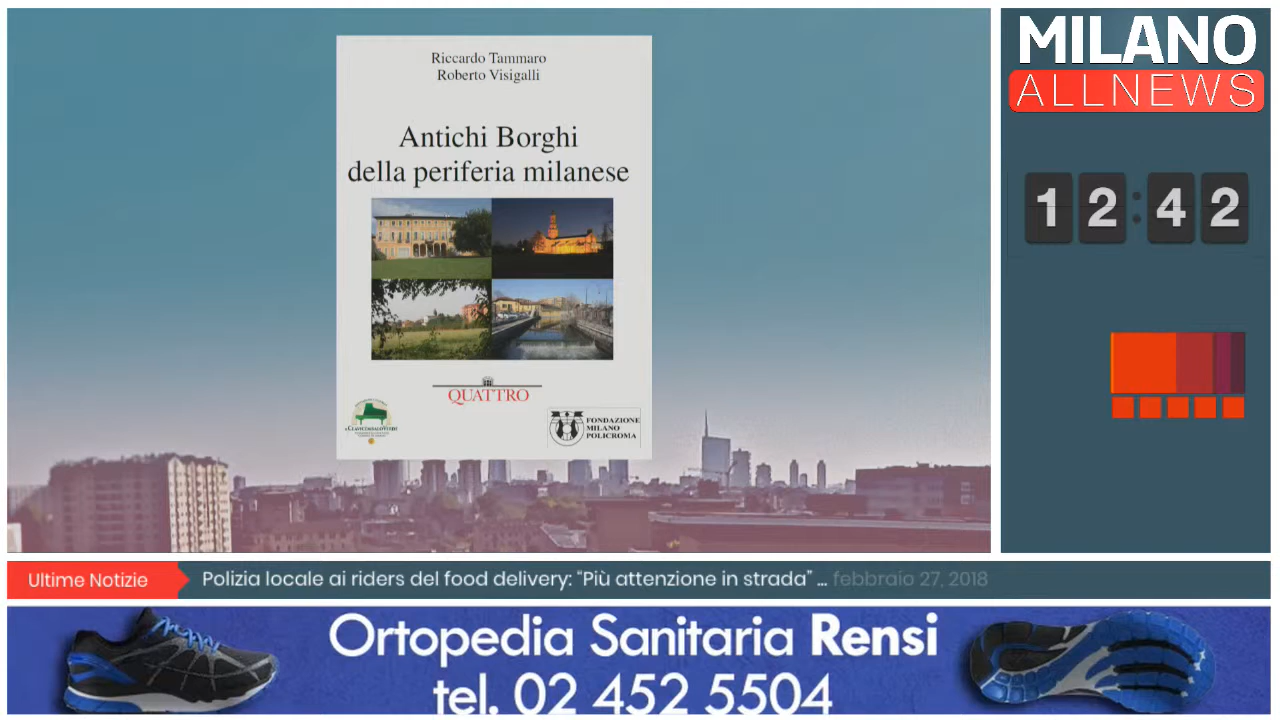 Riccardo Tammaro
Roberto Visigalli
Antichi Borghi
della periferia milanese
QUATTRO
FONDAZIONE
MILANO
POLICROMA
MILANO
ALLNEWS
12:42
Ultime Notizie
Polizia locale ai riders del food delivery: “Più attenzione in strada” ... febbraio 27, 2018
Ortopedia Sanitaria Rensi
tel. 02 452 5504